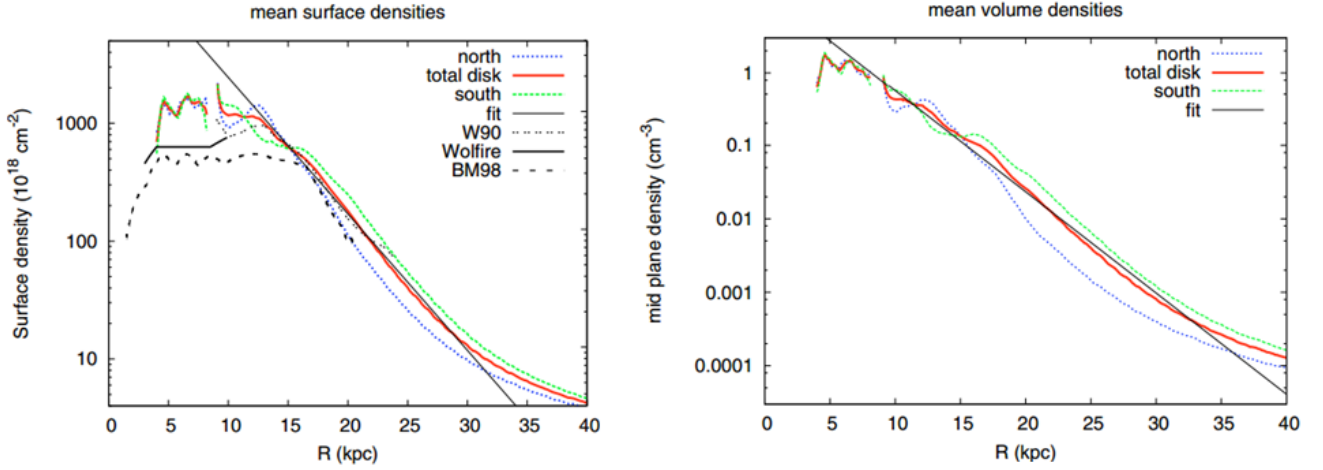 mean surface densities
Surface density (10^18 cm^-2)
1000
100
10
north
total disk
south
fit
W90
Wolfire
BM98
0 5 10 15 20 25 30 35 40
R (kpc)
mean volume densities
mid plane density (cm^-3)
1
0.1
0.01
0.001
0.0001
north
total disk
south
fit
0 5 10 15 20 25 30 35 40
R (kpc)